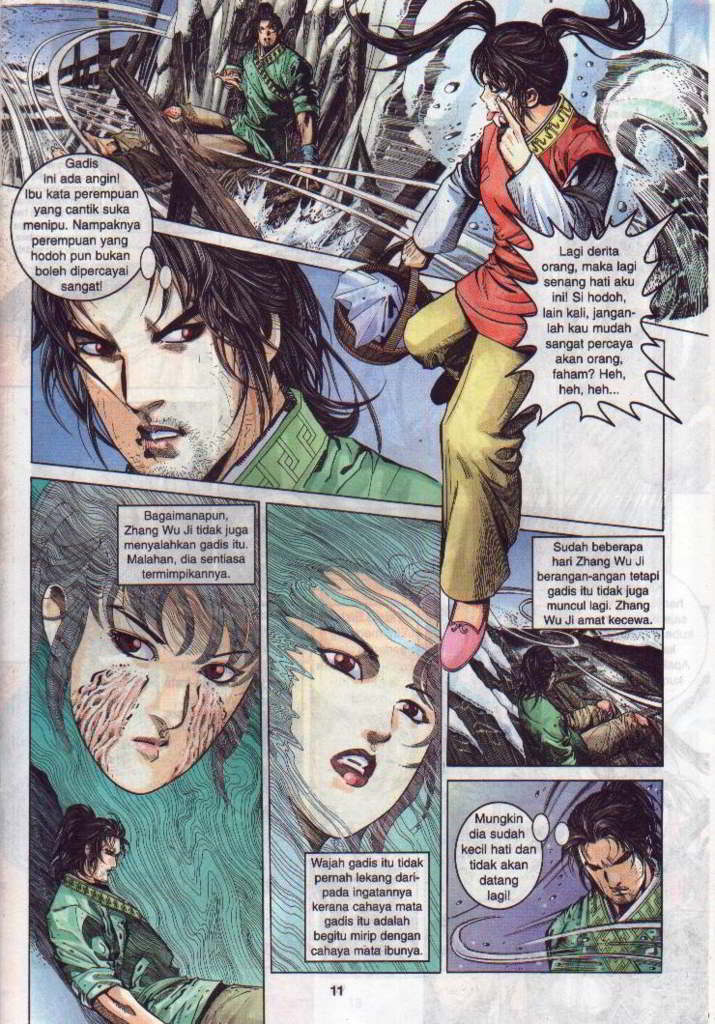 Gadis
ini ada angin!
Ibu kata perempuan
yang cantik suka
menipu. Nampaknya
perempuan yang
hodoh pun bukan
boleh dipercayai
sangat!
Lagi derita
orang, maka lagi
senang hati aku
ini! Si hodoh,
lain kali, jangan-
lah kau mudah
sangat percaya
akan orang,
faham? Heh,
heh, heh...
Bagaimanapun,
Zhang Wu Ji tidak juga
menyalahkan gadis itu.
Malahan, dia sentiasa
termimpikannya.
Wajah gadis itu tidak
pernah lekang dari-
pada ingatannya
kerana cahaya mata
gadis itu adalah
begitu mirip dengan
cahaya mata ibunya.
Sudah beberapa
hari Zhang Wu Ji
berangan-angan tetapi
gadis itu tidak juga
muncul lagi. Zhang
Wu Ji amat kecewa.
Mungkin
dia sudah
kecil hati dan
tidak akan
datang
lagi!
11